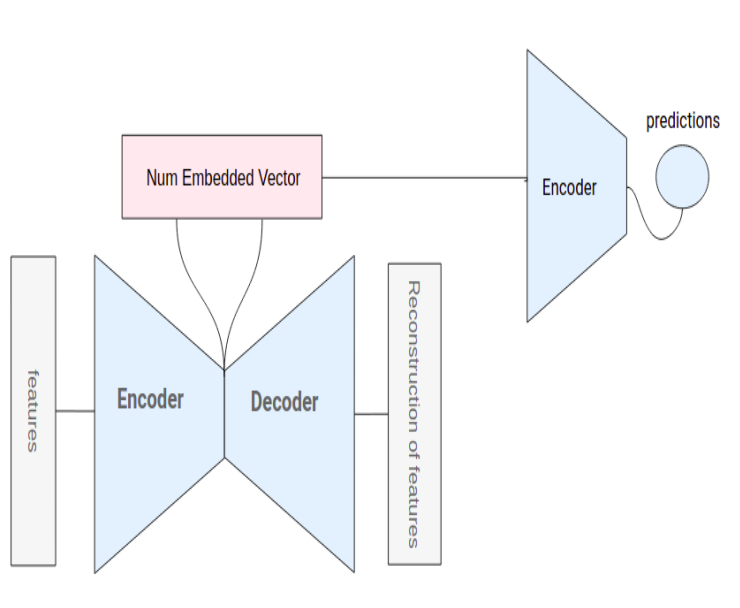 predictions
Num Embedded Vector
Encoder
features
Encoder
Decoder
Reconstruction of features